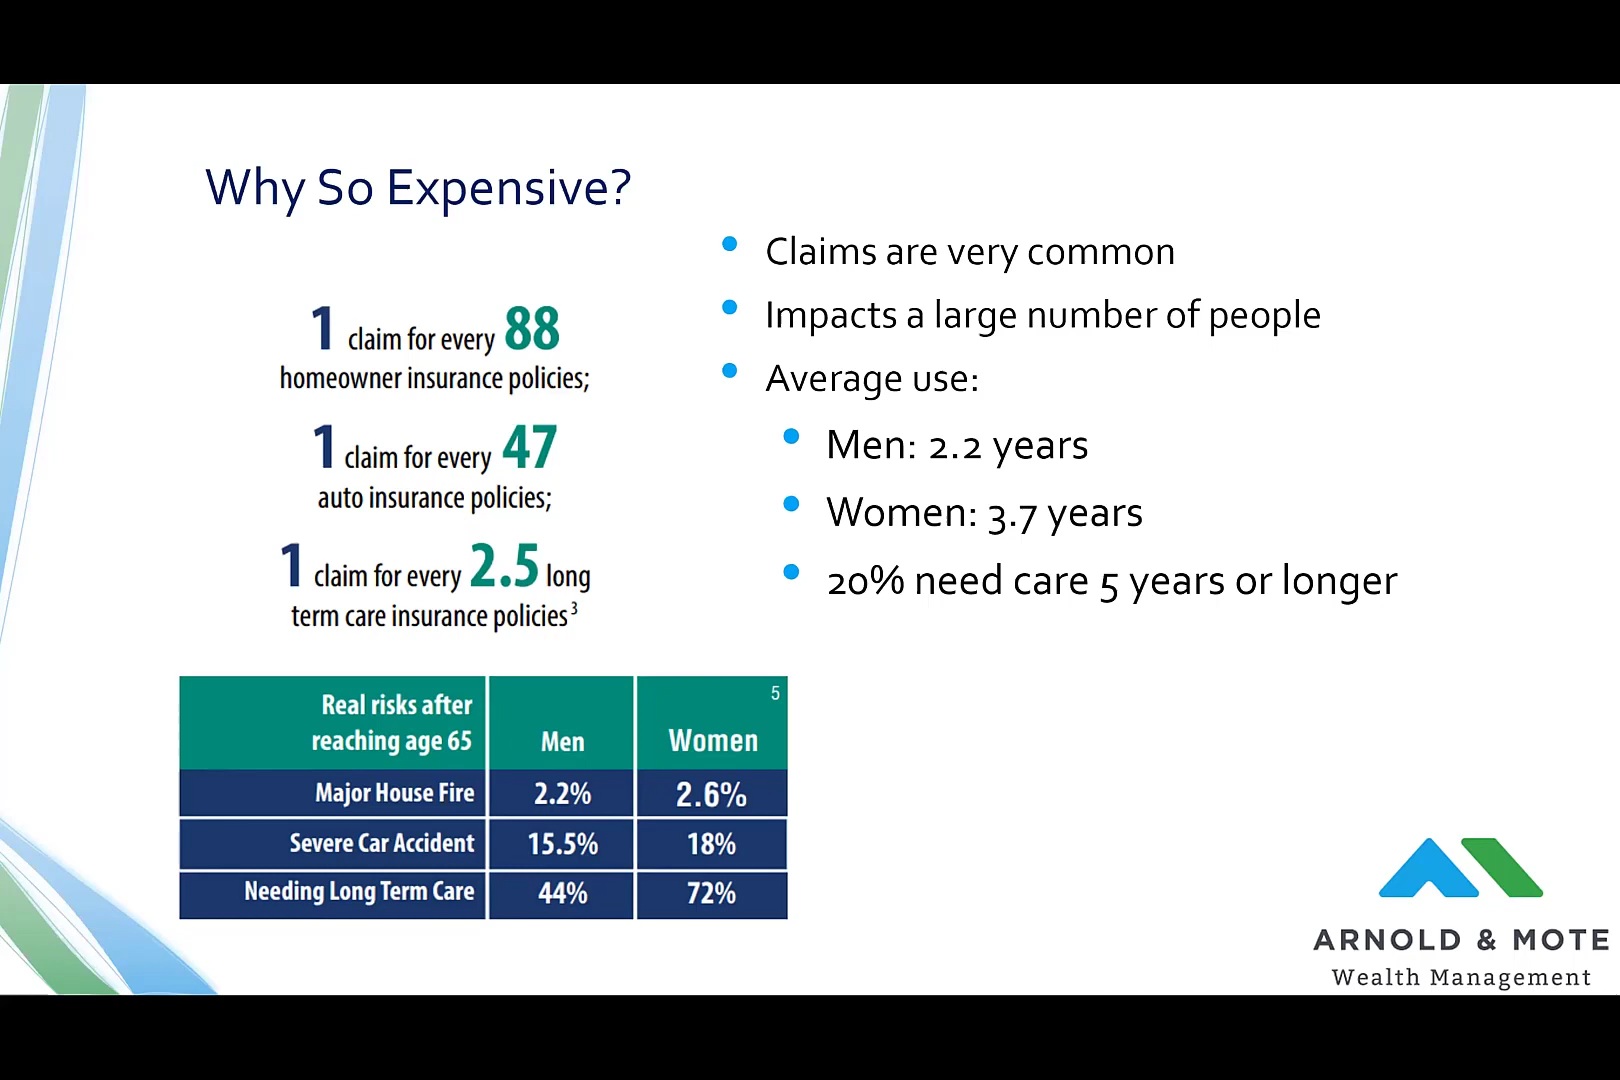 Why So Expensive?
1 claim for every 88
homeowner insurance policies;
1 claim for every 47
auto insurance policies;
1 claim for every 2.5 long
term care insurance policies³
• Claims are very common
• Impacts a large number of people
• Average use:
• Men: 2.2 years
• Women: 3.7 years
• 20% need care 5 years or longer
5
Real risks after
reaching age 65 Men Women
Major House Fire 2.2% 2.6%
Severe Car Accident 15.5% 18%
Needing Long Term Care 44% 72%
ARNOLD & MOTE
Wealth Management